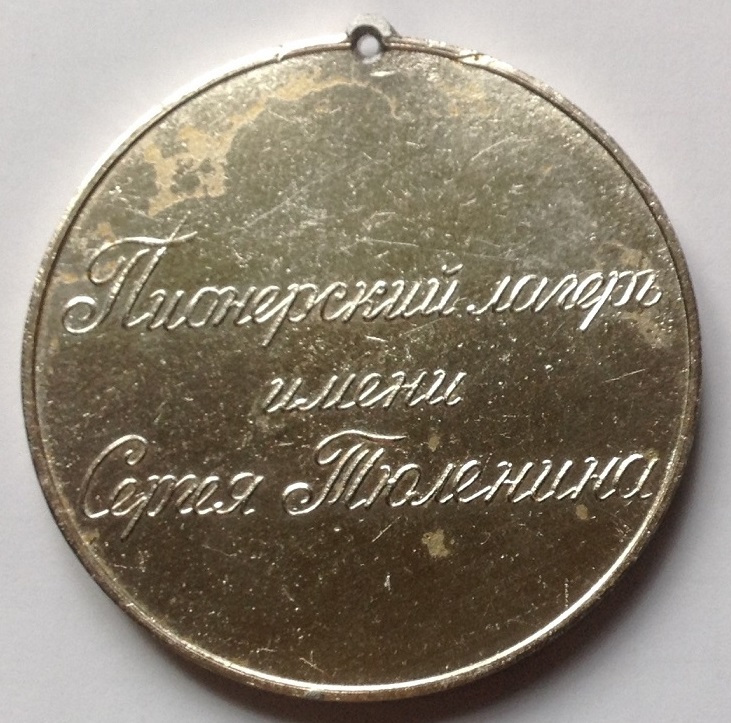 Пионерский лагерь
имени
Сергея Тюленина